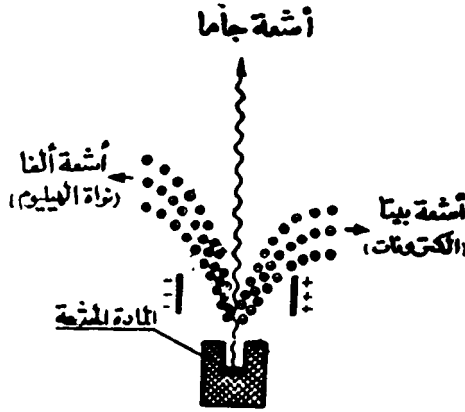 أشعة جاما
أشعة ألفا
(نواة الهيليوم)
أشعة بيتا
(الكترونات)
- +
- +
- +
المادة المشعة